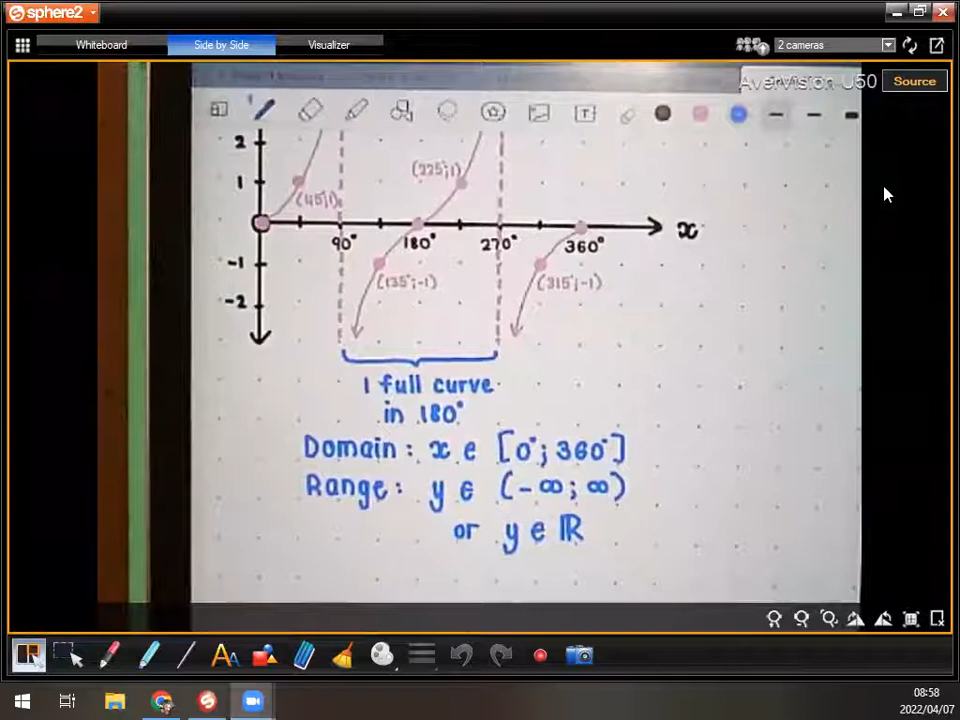 sphere2
Whiteboard
Side by Side
Visualizer
2 cameras
AVerVision U50
Source
2
1
(45°;1)
(225°;1)
x
90°
180°
270°
360°
-1
(135°;-1)
(315°;-1)
-2
1 full curve
in 180°
Domain: x ∈ [0°; 360°]
Range: y ∈ (-∞; ∞)
or y ∈ ℝ
08:58
2022/04/07